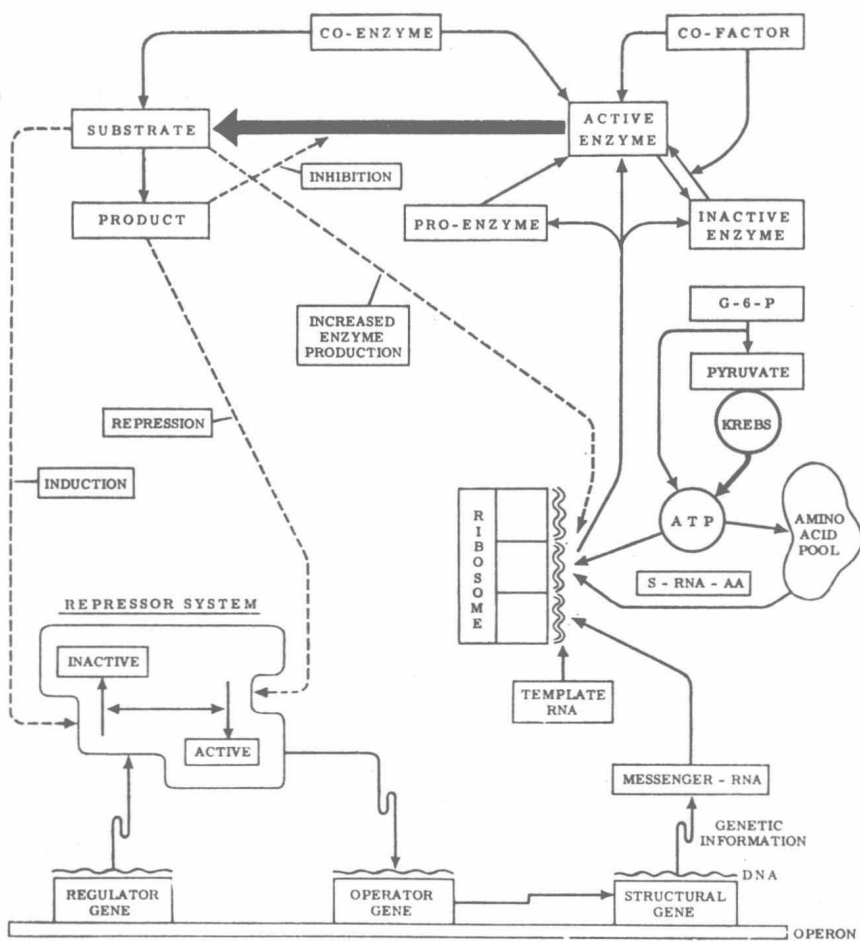 CO-ENZYME
CO-FACTOR
SUBSTRATE
ACTIVE
ENZYME
INHIBITION
PRODUCT
PRO-ENZYME
INACTIVE
ENZYME
G-6-P
INCREASED
ENZYME
PRODUCTION
PYRUVATE
KREBS
REPRESSION
INDUCTION
RIBOSOME
ATP
AMINO
ACID
POOL
S-RNA-AA
REPRESSOR SYSTEM
INACTIVE
TEMPLATE
RNA
ACTIVE
MESSENGER-RNA
GENETIC
INFORMATION
DNA
REGULATOR
GENE
OPERATOR
GENE
STRUCTURAL
GENE
OPERON